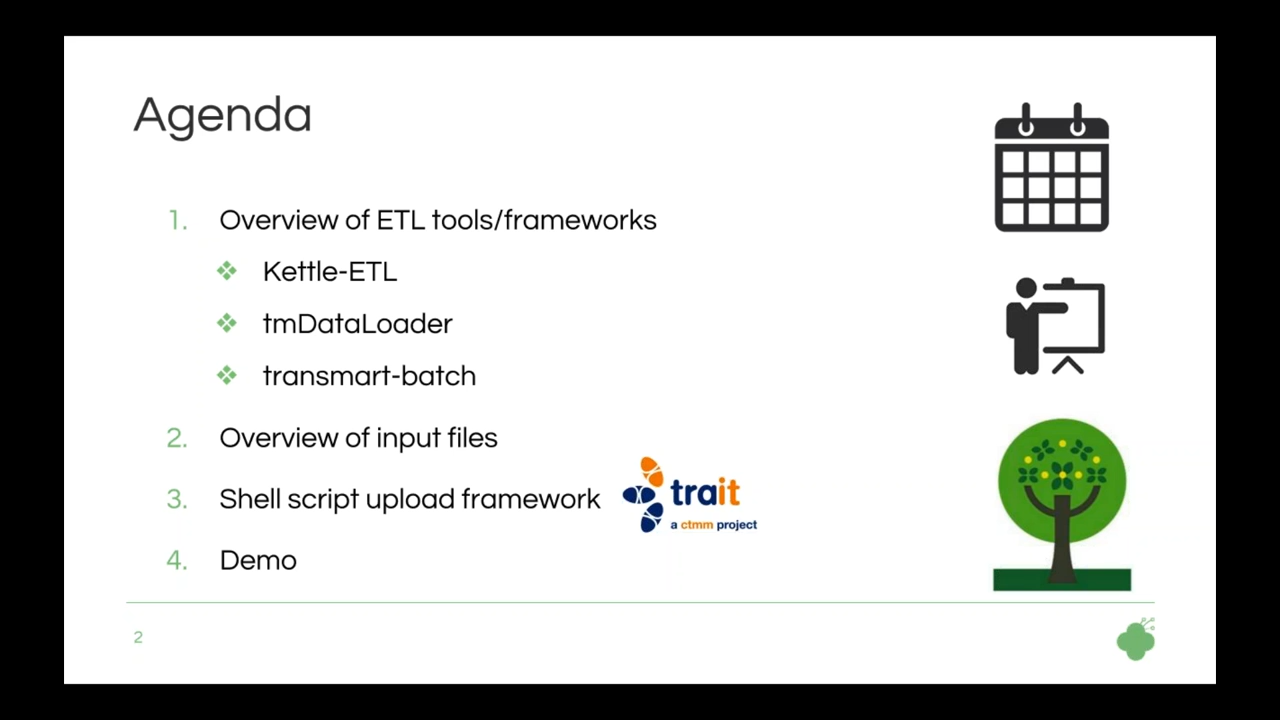 Agenda
1. Overview of ETL tools/frameworks
❖ Kettle-ETL
❖ tmDataLoader
❖ transmart-batch
2. Overview of input files
3. Shell script upload framework
trait
a ctmm project
4. Demo
2